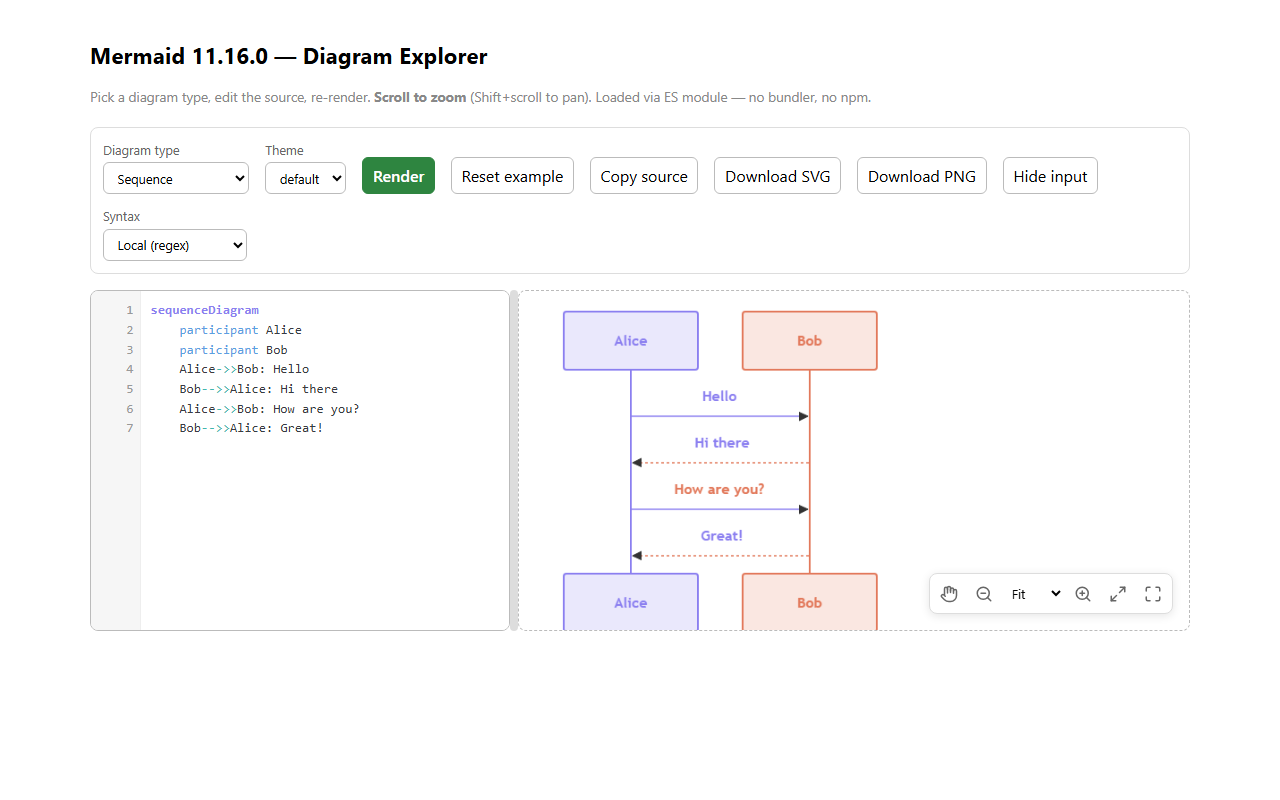 Mermaid 11.16.0 — Diagram Explorer
Pick a diagram type, edit the source, re-render. Scroll to zoom (Shift+scroll to pan). Loaded via ES module — no bundler, no npm.
Diagram type
Theme
Sequence
default
Render
Reset example
Copy source
Download SVG
Download PNG
Hide input
Syntax
Local (regex)
1 sequenceDiagram
2 participant Alice
3 participant Bob
4 Alice->>Bob: Hello
5 Bob-->>Alice: Hi there
6 Alice->>Bob: How are you?
7 Bob-->>Alice: Great!
Alice
Bob
Hello
Hi there
How are you?
Great!
Alice
Bob
Fit